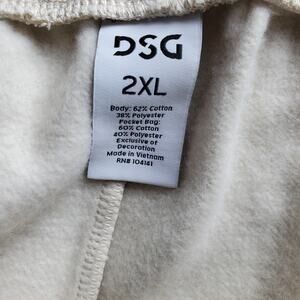 DSG
2XL
Body: 62% Cotton
38% Polyester
Pocket Bag:
60% Cotton
40% Polyester
Exclusive of
Decoration
Made in Vietnam
RN# 104141